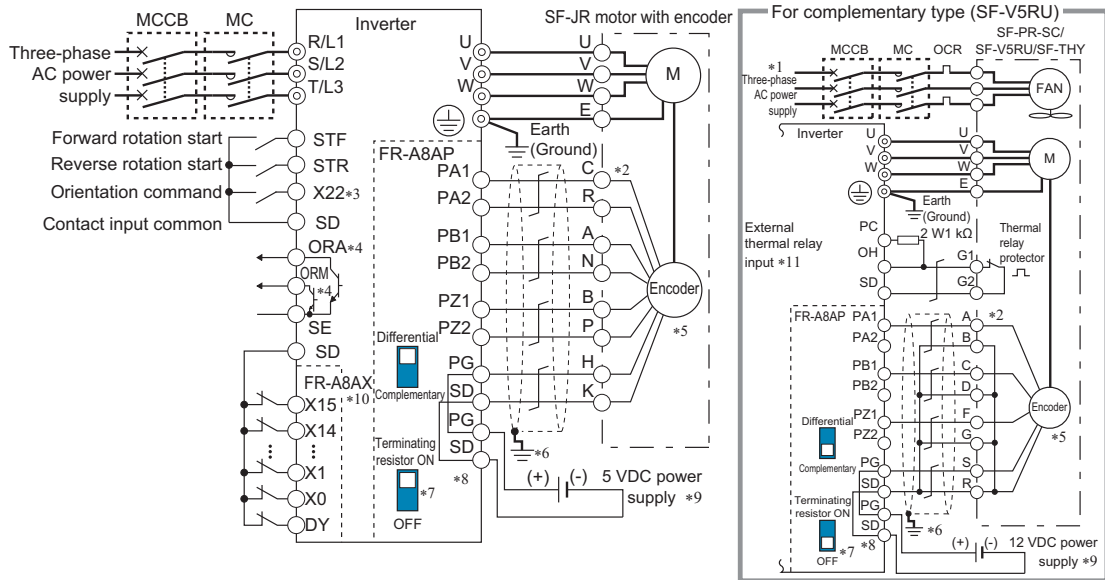 MCCB
MC
Inverter
SF-JR motor with encoder
Three-phase
AC power
supply
R/L1
S/L2
T/L3
U
V
W
U
V
W
E
M
Earth
(Ground)
Forward rotation start
Reverse rotation start
Orientation command
Contact input common
STF
STR
X22*3
SD
ORA*4
ORM
*4
SE
SD
FR-A8AX
*10
X15
X14
X1
X0
DY
FR-A8AP
PA1
PA2
PB1
PB2
PZ1
PZ2
PG
SD
PG
SD
Differential
Complementary
Terminating
resistor ON
*7
OFF
*8
C
*2
R
A
N
B
P
H
K
Encoder
*5
*6
(+)
(-)
5 VDC power
supply *9
For complementary type (SF-V5RU)
SF-PR-SC/
SF-V5RU/SF-THY
MCCB
MC
OCR
*1
Three-phase
AC power
supply
FAN
Inverter
U
V
W
U
V
W
E
M
Earth
(Ground)
2 W1 kΩ
External
thermal relay
input *11
PC
OH
SD
G1
G2
Thermal
relay
protector
FR-A8AP
PA1
PA2
PB1
PB2
PZ1
PZ2
PG
SD
PG
SD
A
*2
B
C
D
F
G
S
R
Encoder
*5
Differential
Complementary
Terminating
resistor ON
*7
OFF
*8
*6
(+)
(-)
12 VDC power
supply *9